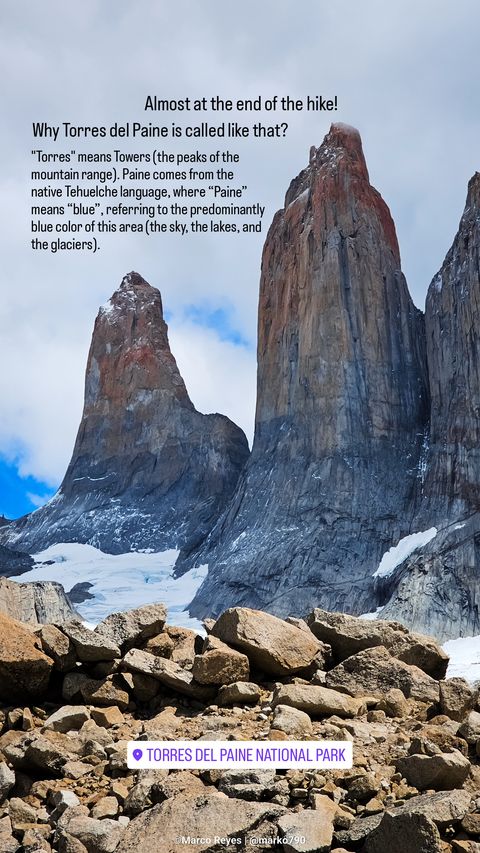 Almost at the end of the hike!
Why Torres del Paine is called like that?
"Torres" means Towers (the peaks of the
mountain range). Paine comes from the
native Tehuelche language, where “Paine”
means “blue”, referring to the predominantly
blue color of this area (the sky, the lakes, and
the glaciers).
TORRES DEL PAINE NATIONAL PARK
©Marco Reyes | @marko790